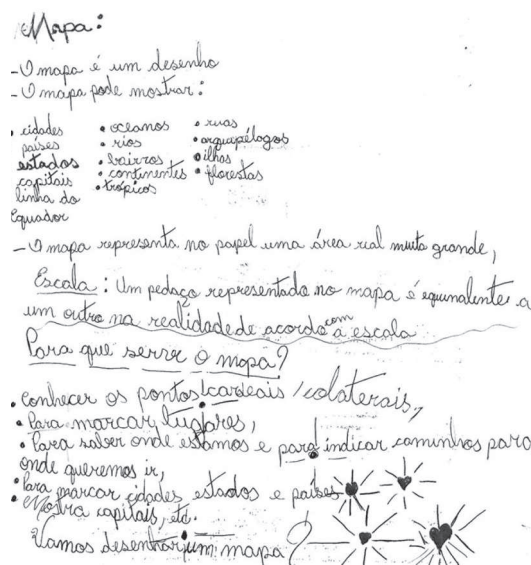 Mapa:
- O mapa é um desenho
- O mapa pode mostrar:
• cidades • oceanos • ruas
países • rios • arquipélagos
estados • bairros • ilhas
capitais • continentes • florestas
linha do • trópicos
Equador
- O mapa representa no papel uma área real muito grande,
Escala: Um pedaço representado no mapa é equivalente a
um outro na realidade de acordo com a escala
Para que serve o mapa?
• Conhecer os pontos cardeais / colaterais,
• Para marcar lugares,
• Para saber onde estamos e para indicar caminhos para
onde queremos ir,
• Para marcar cidades estados e países
• Mostra capitais, etc.
Vamos desenhar um mapa?